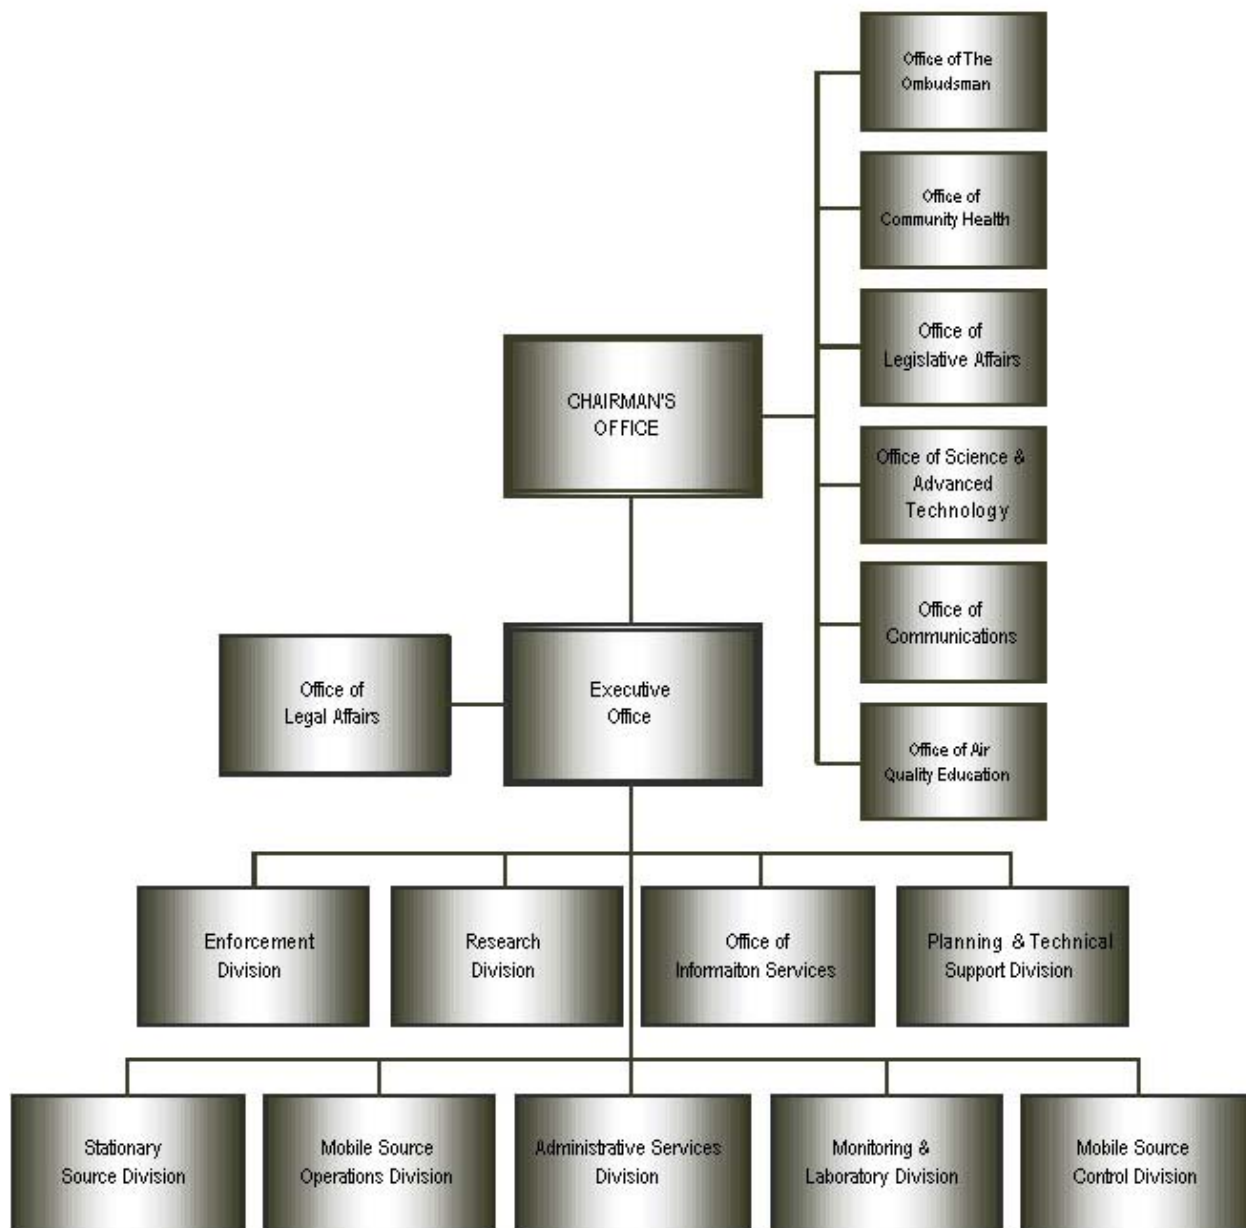 Office of The
Ombudsman
Office of
Community Health
Office of
Legislative Affairs
CHAIRMAN'S
OFFICE
Office of Science &
Advanced
Technology
Office of
Communications
Office of
Legal Affairs
Executive
Office
Office of Air
Quality Education
Enforcement
Division
Research
Division
Office of
Informaiton Services
Planning & Technical
Support Division
Stationary
Source Division
Mobile Source
Operations Division
Administrative Services
Division
Monitoring &
Laboratory Division
Mobile Source
Control Division